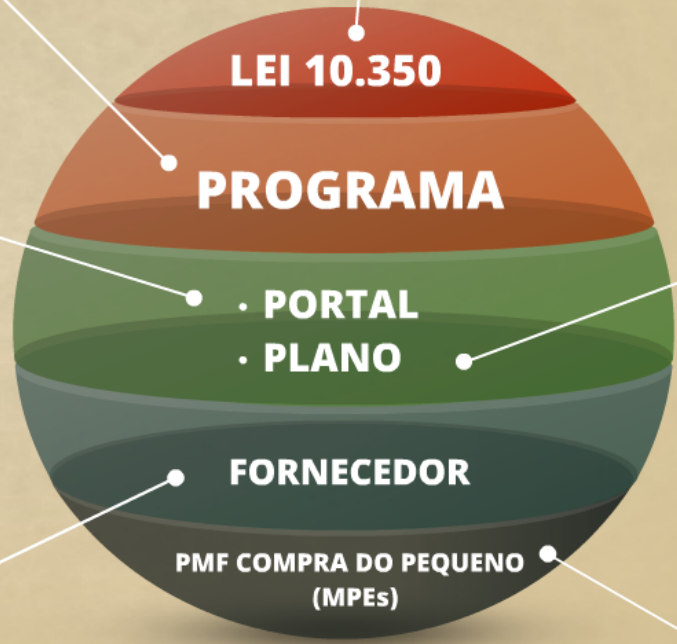 LEI 10.350
PROGRAMA
· PORTAL
· PLANO
FORNECEDOR
PMF COMPRA DO PEQUENO
(MPEs)